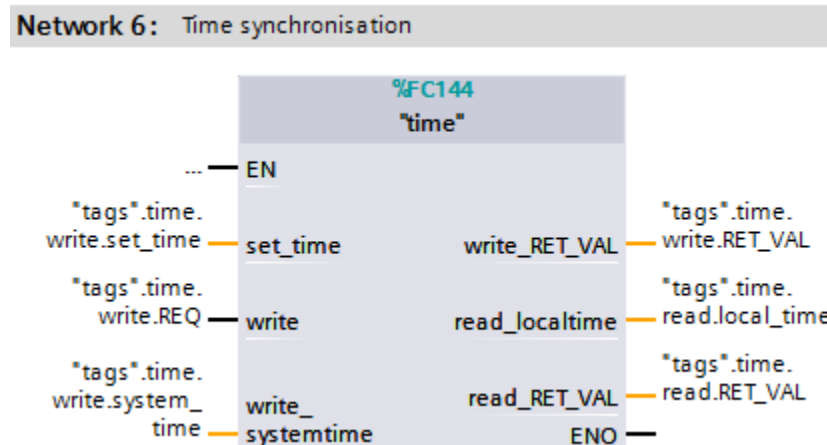 Network 6: Time synchronisation
%FC144
"time"
... EN
"tags".time.
write.set_time
set_time
"tags".time.
write.REQ
write
"tags".time.
write.system_
time
write_
systemtime
write_RET_VAL
"tags".time.
write.RET_VAL
read_localtime
"tags".time.
read.local_time
read_RET_VAL
"tags".time.
read.RET_VAL
ENO